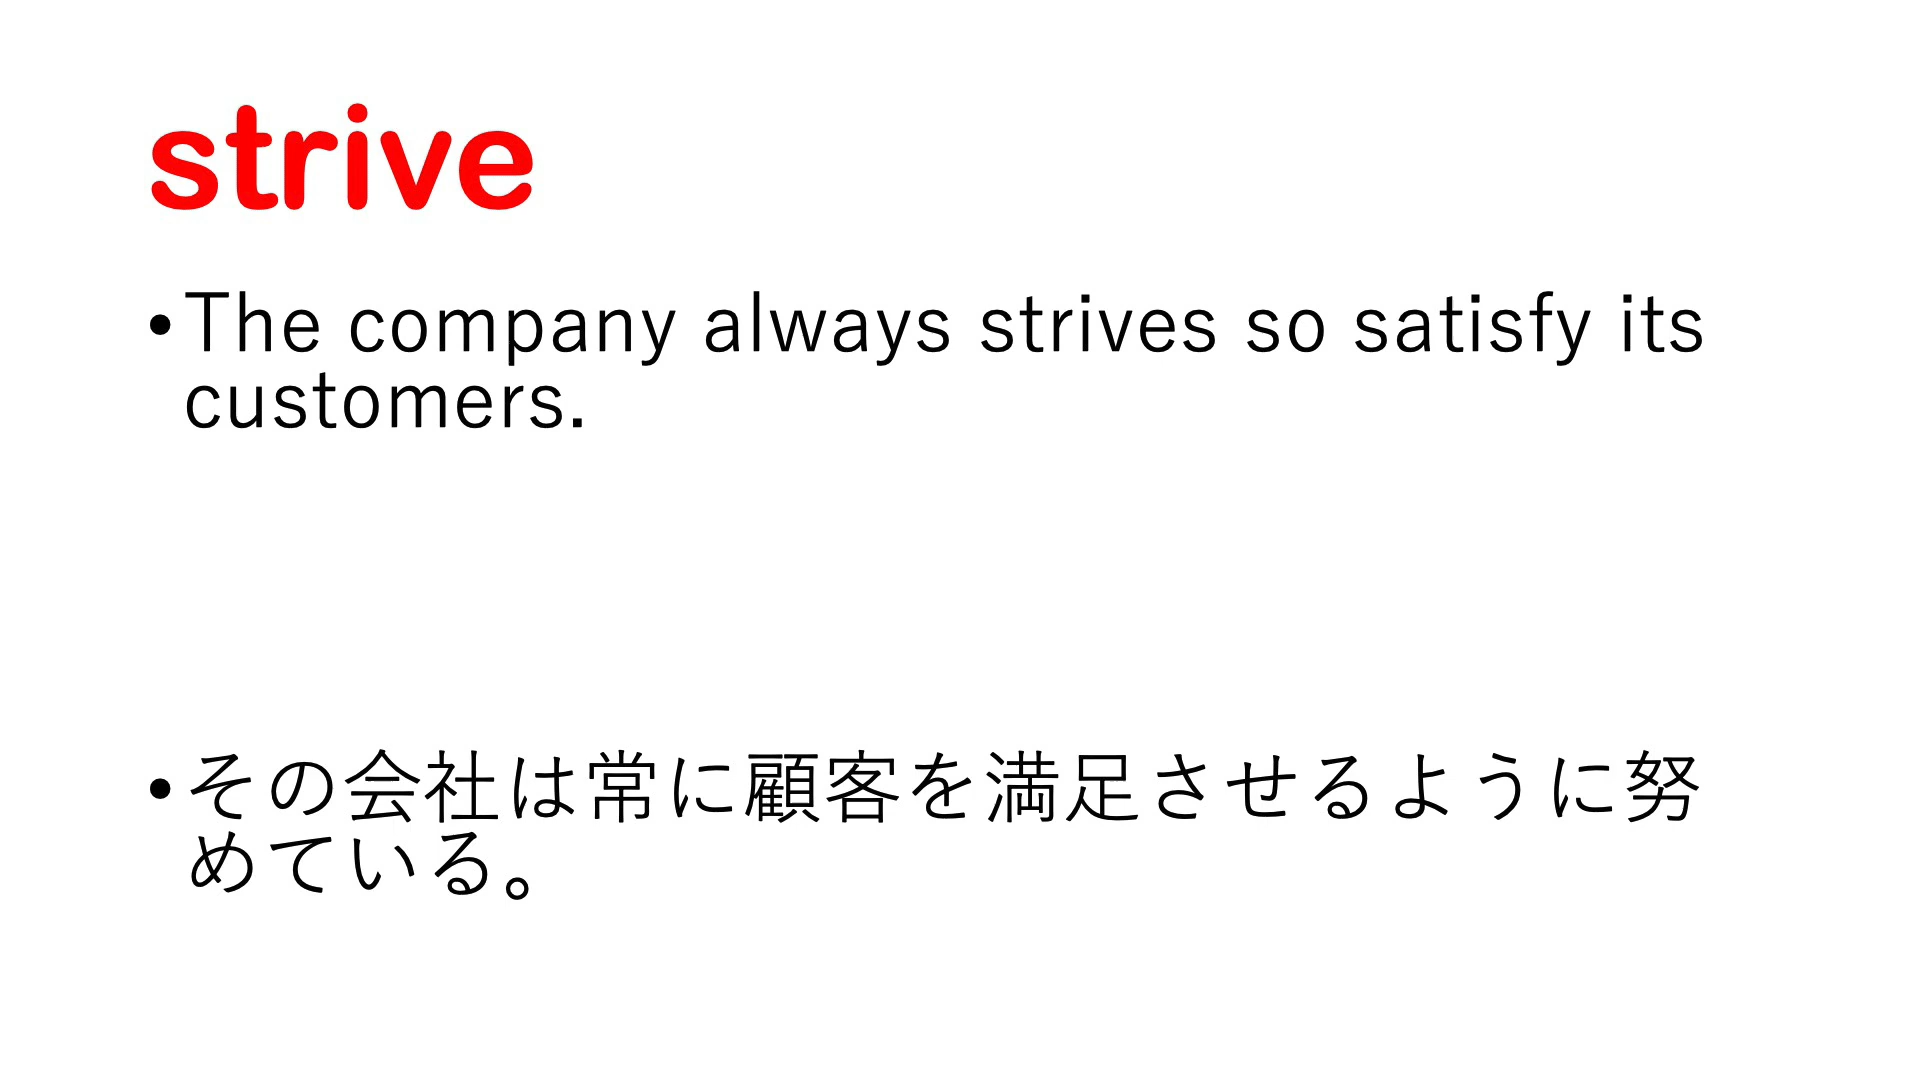 strive
•The company always strives so satisfy its
customers.
•その会社は常に顧客を満足させるように努
めている。